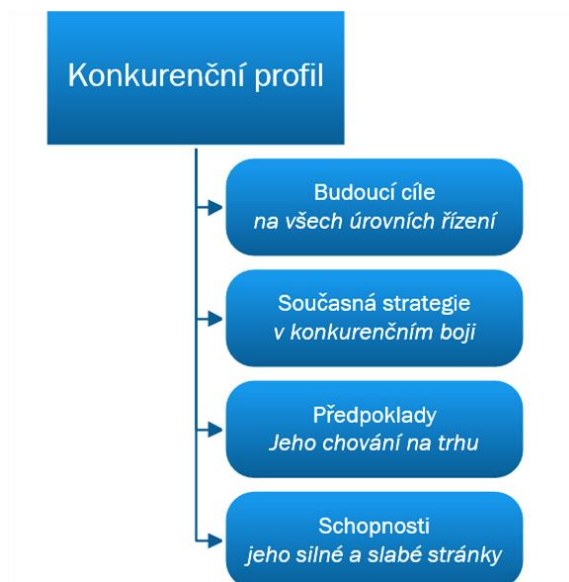 Konkurenční profil
Budoucí cíle
na všech úrovních řízení
Současná strategie
v konkurenčním boji
Předpoklady
Jeho chování na trhu
Schopnosti
jeho silné a slabé stránky